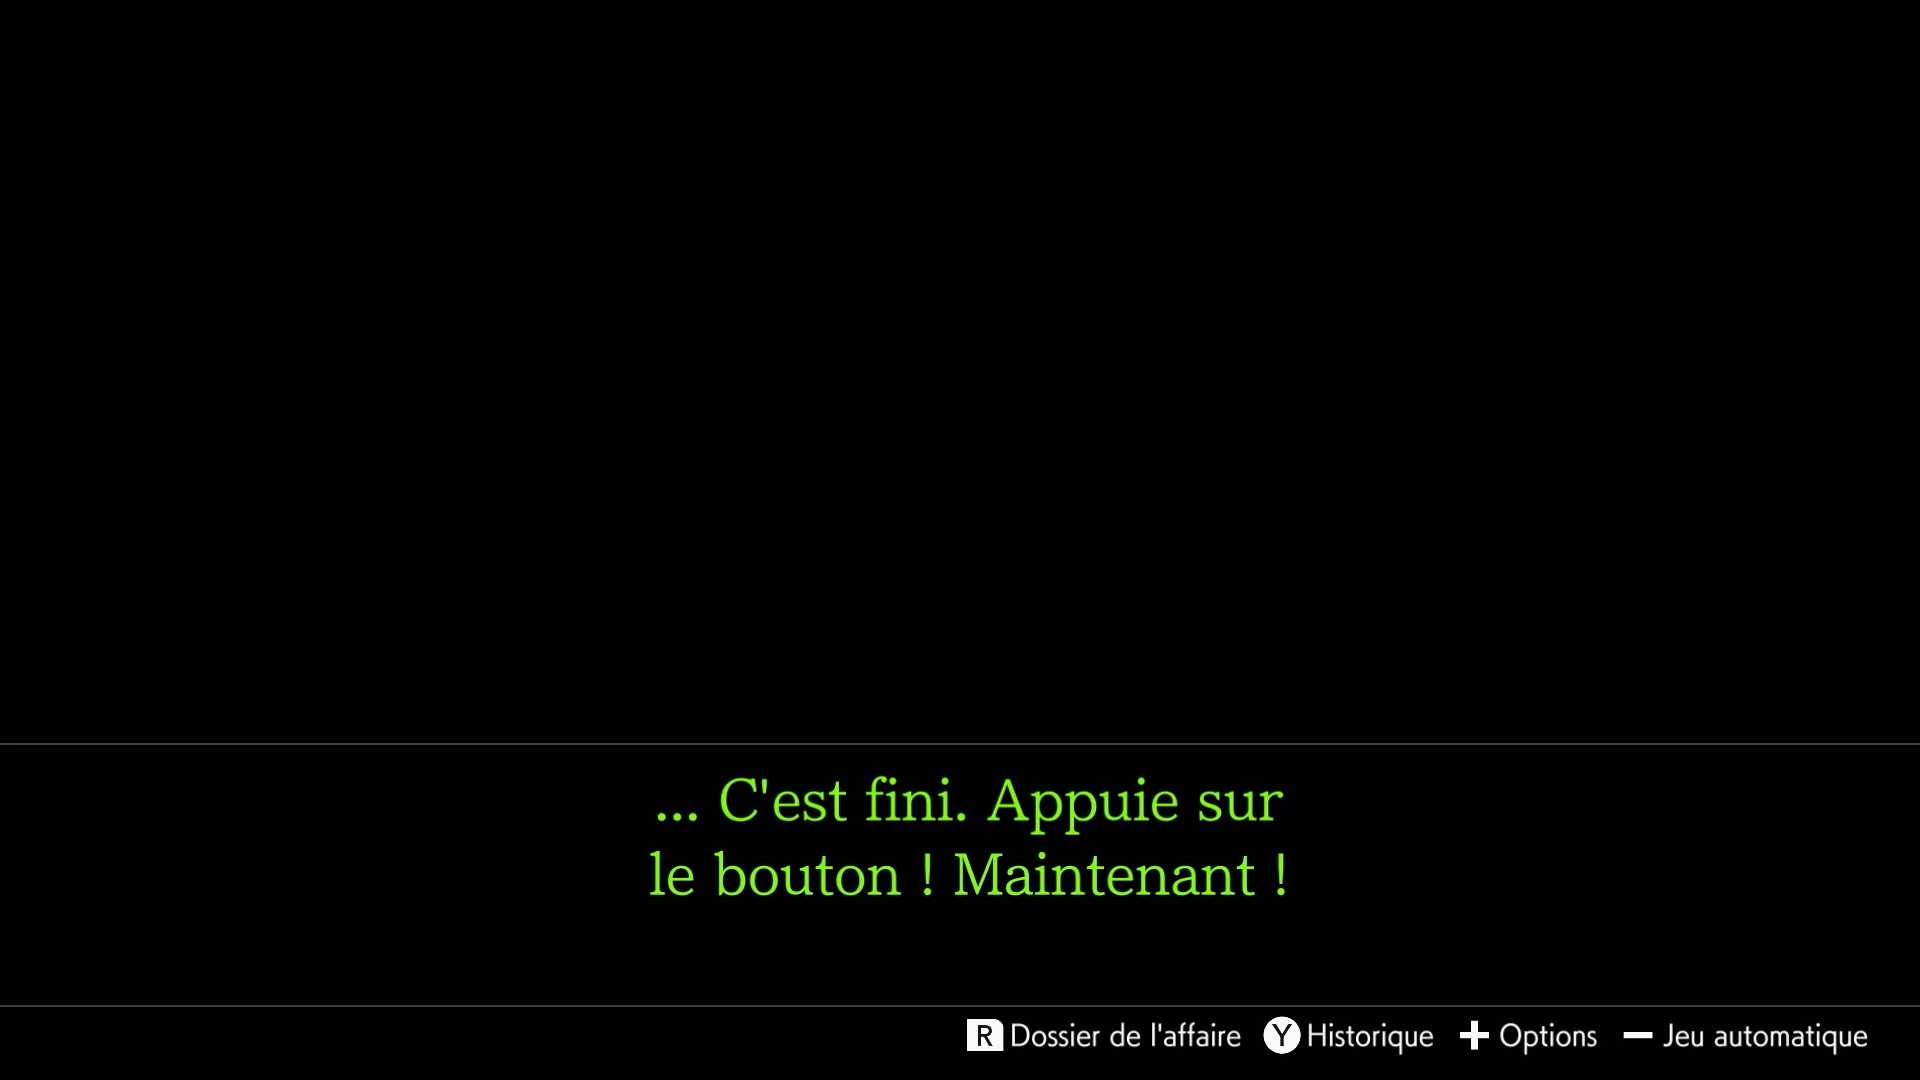 ... C'est fini. Appuie sur
le bouton ! Maintenant !
R Dossier de l'affaire Y Historique + Options − Jeu automatique